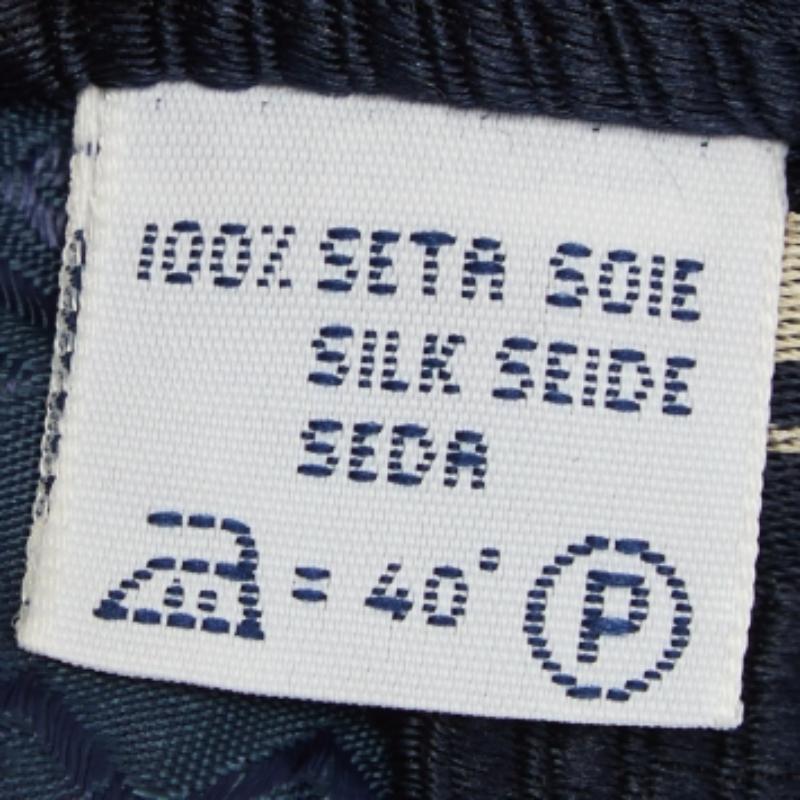 100% SETA SOIE
SILK SEIDE
SEDA
= 40° P